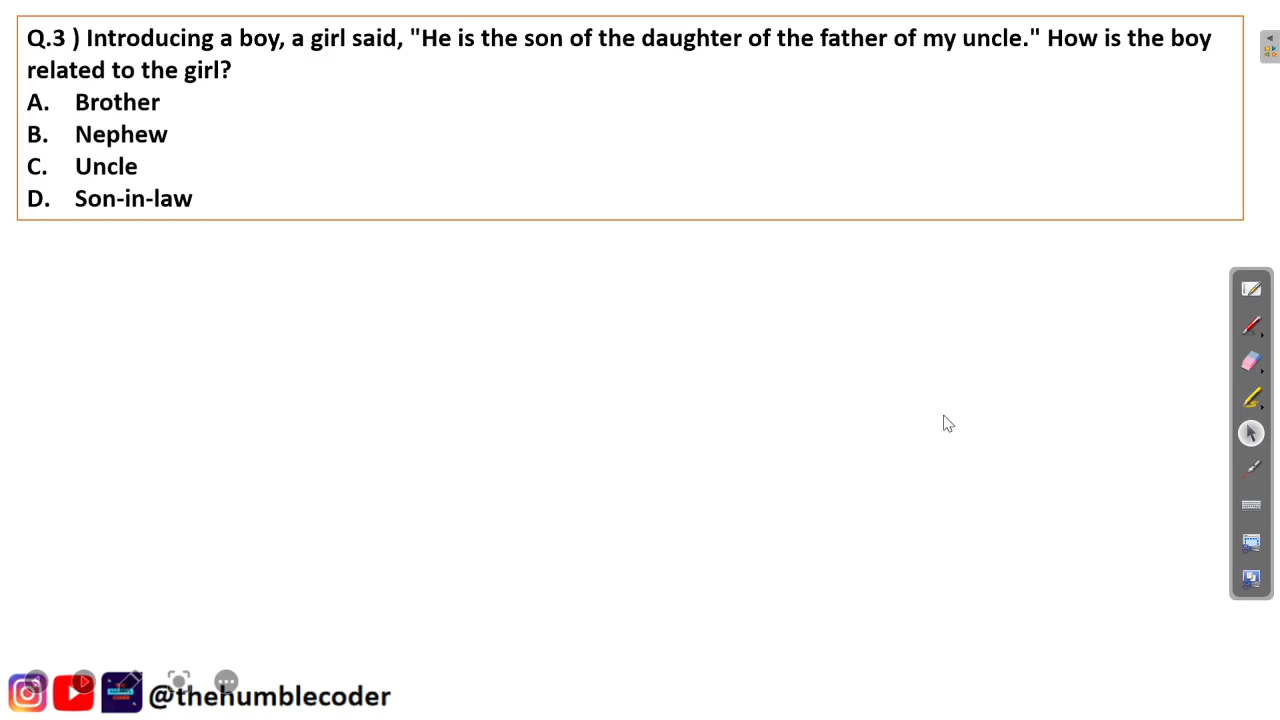 Q.3 ) Introducing a boy, a girl said, "He is the son of the daughter of the father of my uncle." How is the boy
related to the girl?
A. Brother
B. Nephew
C. Uncle
D. Son-in-law
@thehumblecoder